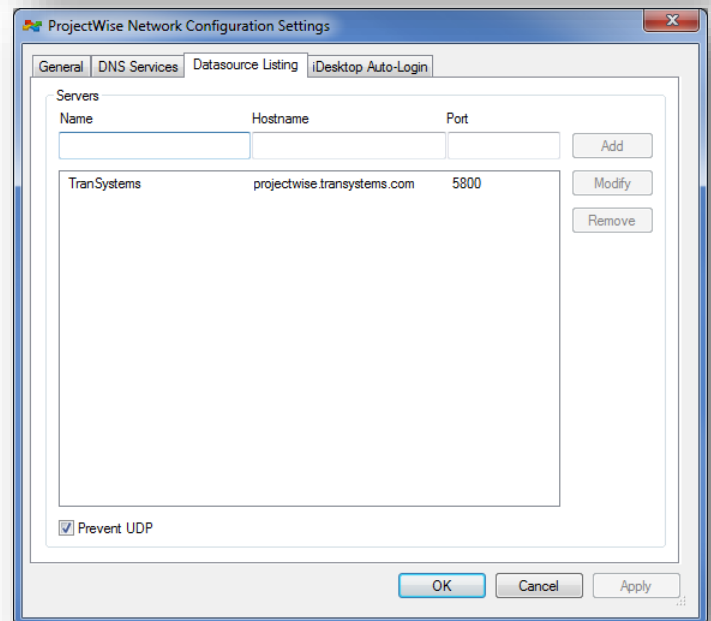 ProjectWise Network Configuration Settings
General DNS Services Datasource Listing iDesktop Auto-Login
Servers
Name Hostname Port
Add
TranSystems projectwise.transystems.com 5800 Modify
Remove
Prevent UDP
OK Cancel Apply